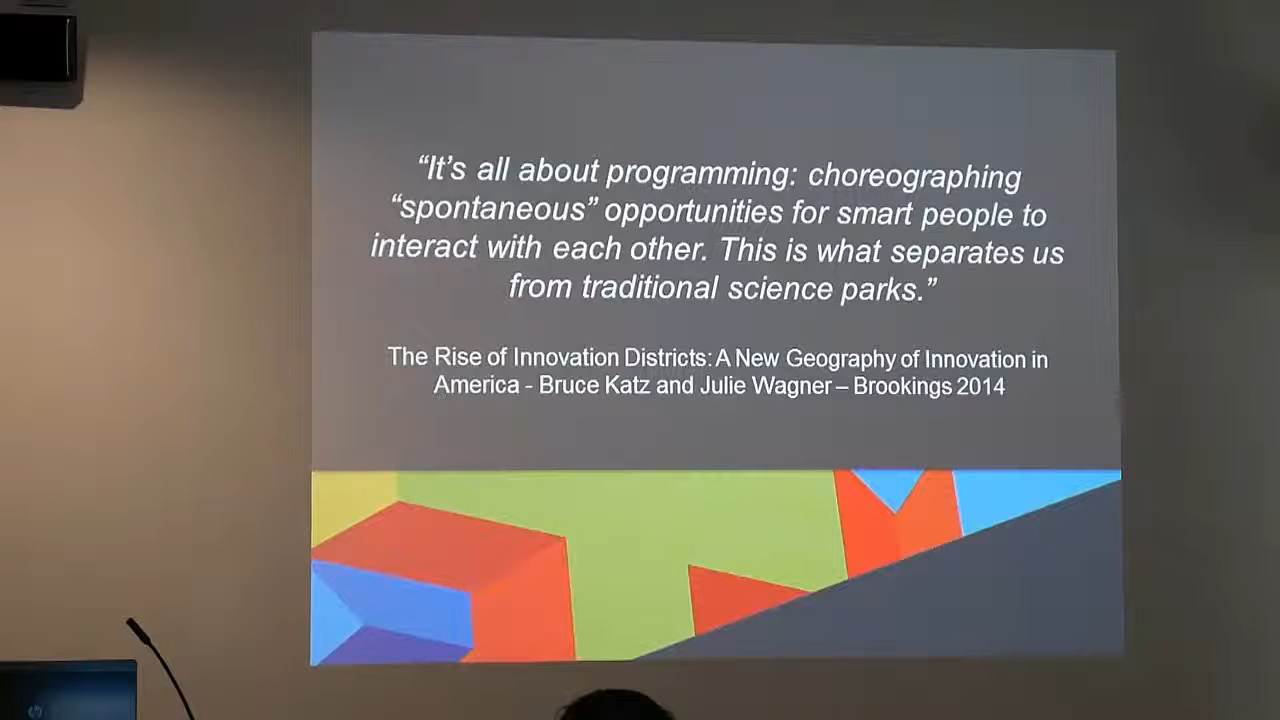 “It’s all about programming: choreographing
“spontaneous” opportunities for smart people to
interact with each other. This is what separates us
from traditional science parks.”
The Rise of Innovation Districts: A New Geography of Innovation in
America - Bruce Katz and Julie Wagner – Brookings 2014
hp